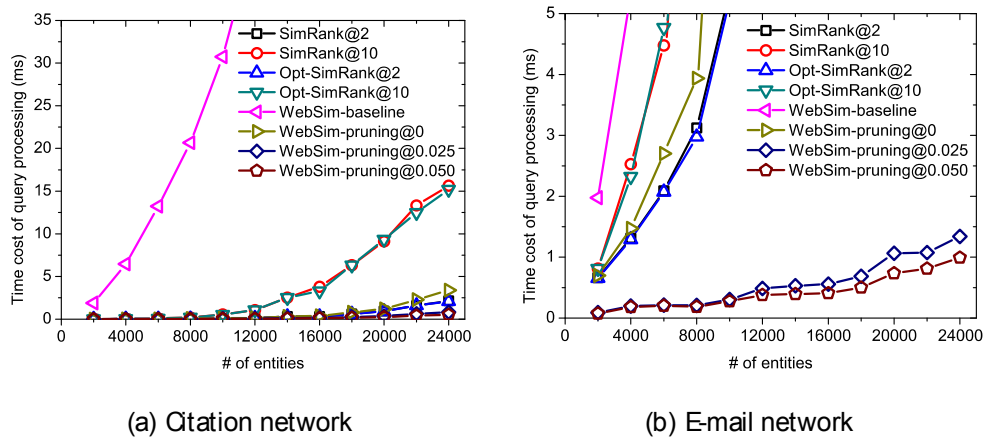 Time cost of query processing (ms)
35
30
25
20
15
10
5
0
0 4000 8000 12000 16000 20000 24000
# of entities
SimRank@2
SimRank@10
Opt-SimRank@2
Opt-SimRank@10
WebSim-baseline
WebSim-pruning@0
WebSim-pruning@0.025
WebSim-pruning@0.050
(a) Citation network
Time cost of query processing (ms)
5
4
3
2
1
0
0 4000 8000 12000 16000 20000 24000
# of entities
SimRank@2
SimRank@10
Opt-SimRank@2
Opt-SimRank@10
WebSim-baseline
WebSim-pruning@0
WebSim-pruning@0.025
WebSim-pruning@0.050
(b) E-mail network